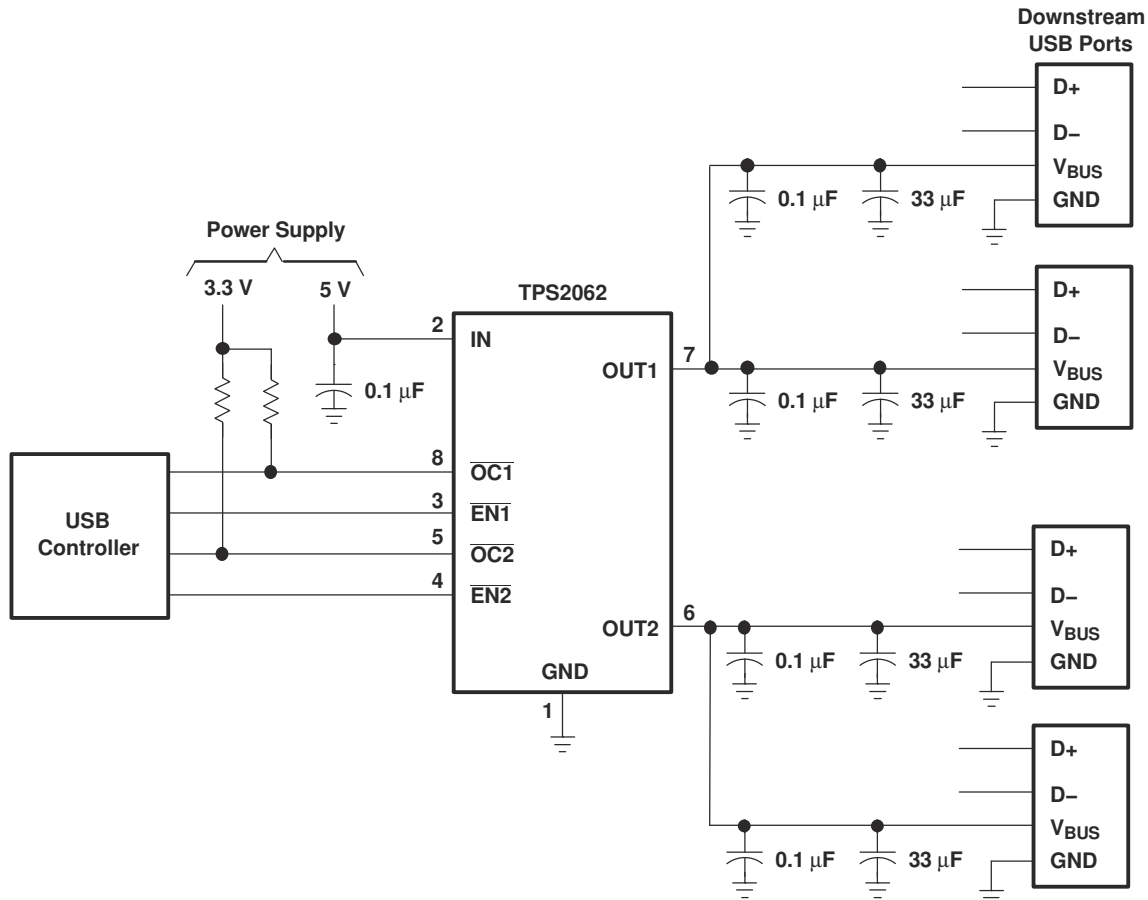 Downstream
USB Ports
D+
D−
VBUS
GND
0.1 μF
33 μF
Power Supply
3.3 V
5 V
0.1 μF
TPS2062
2
IN
OUT1
7
D+
D−
VBUS
GND
0.1 μF
33 μF
USB
Controller
8
OC1
3
EN1
5
OC2
4
EN2
OUT2
6
GND
1
D+
D−
VBUS
GND
0.1 μF
33 μF
D+
D−
VBUS
GND
0.1 μF
33 μF